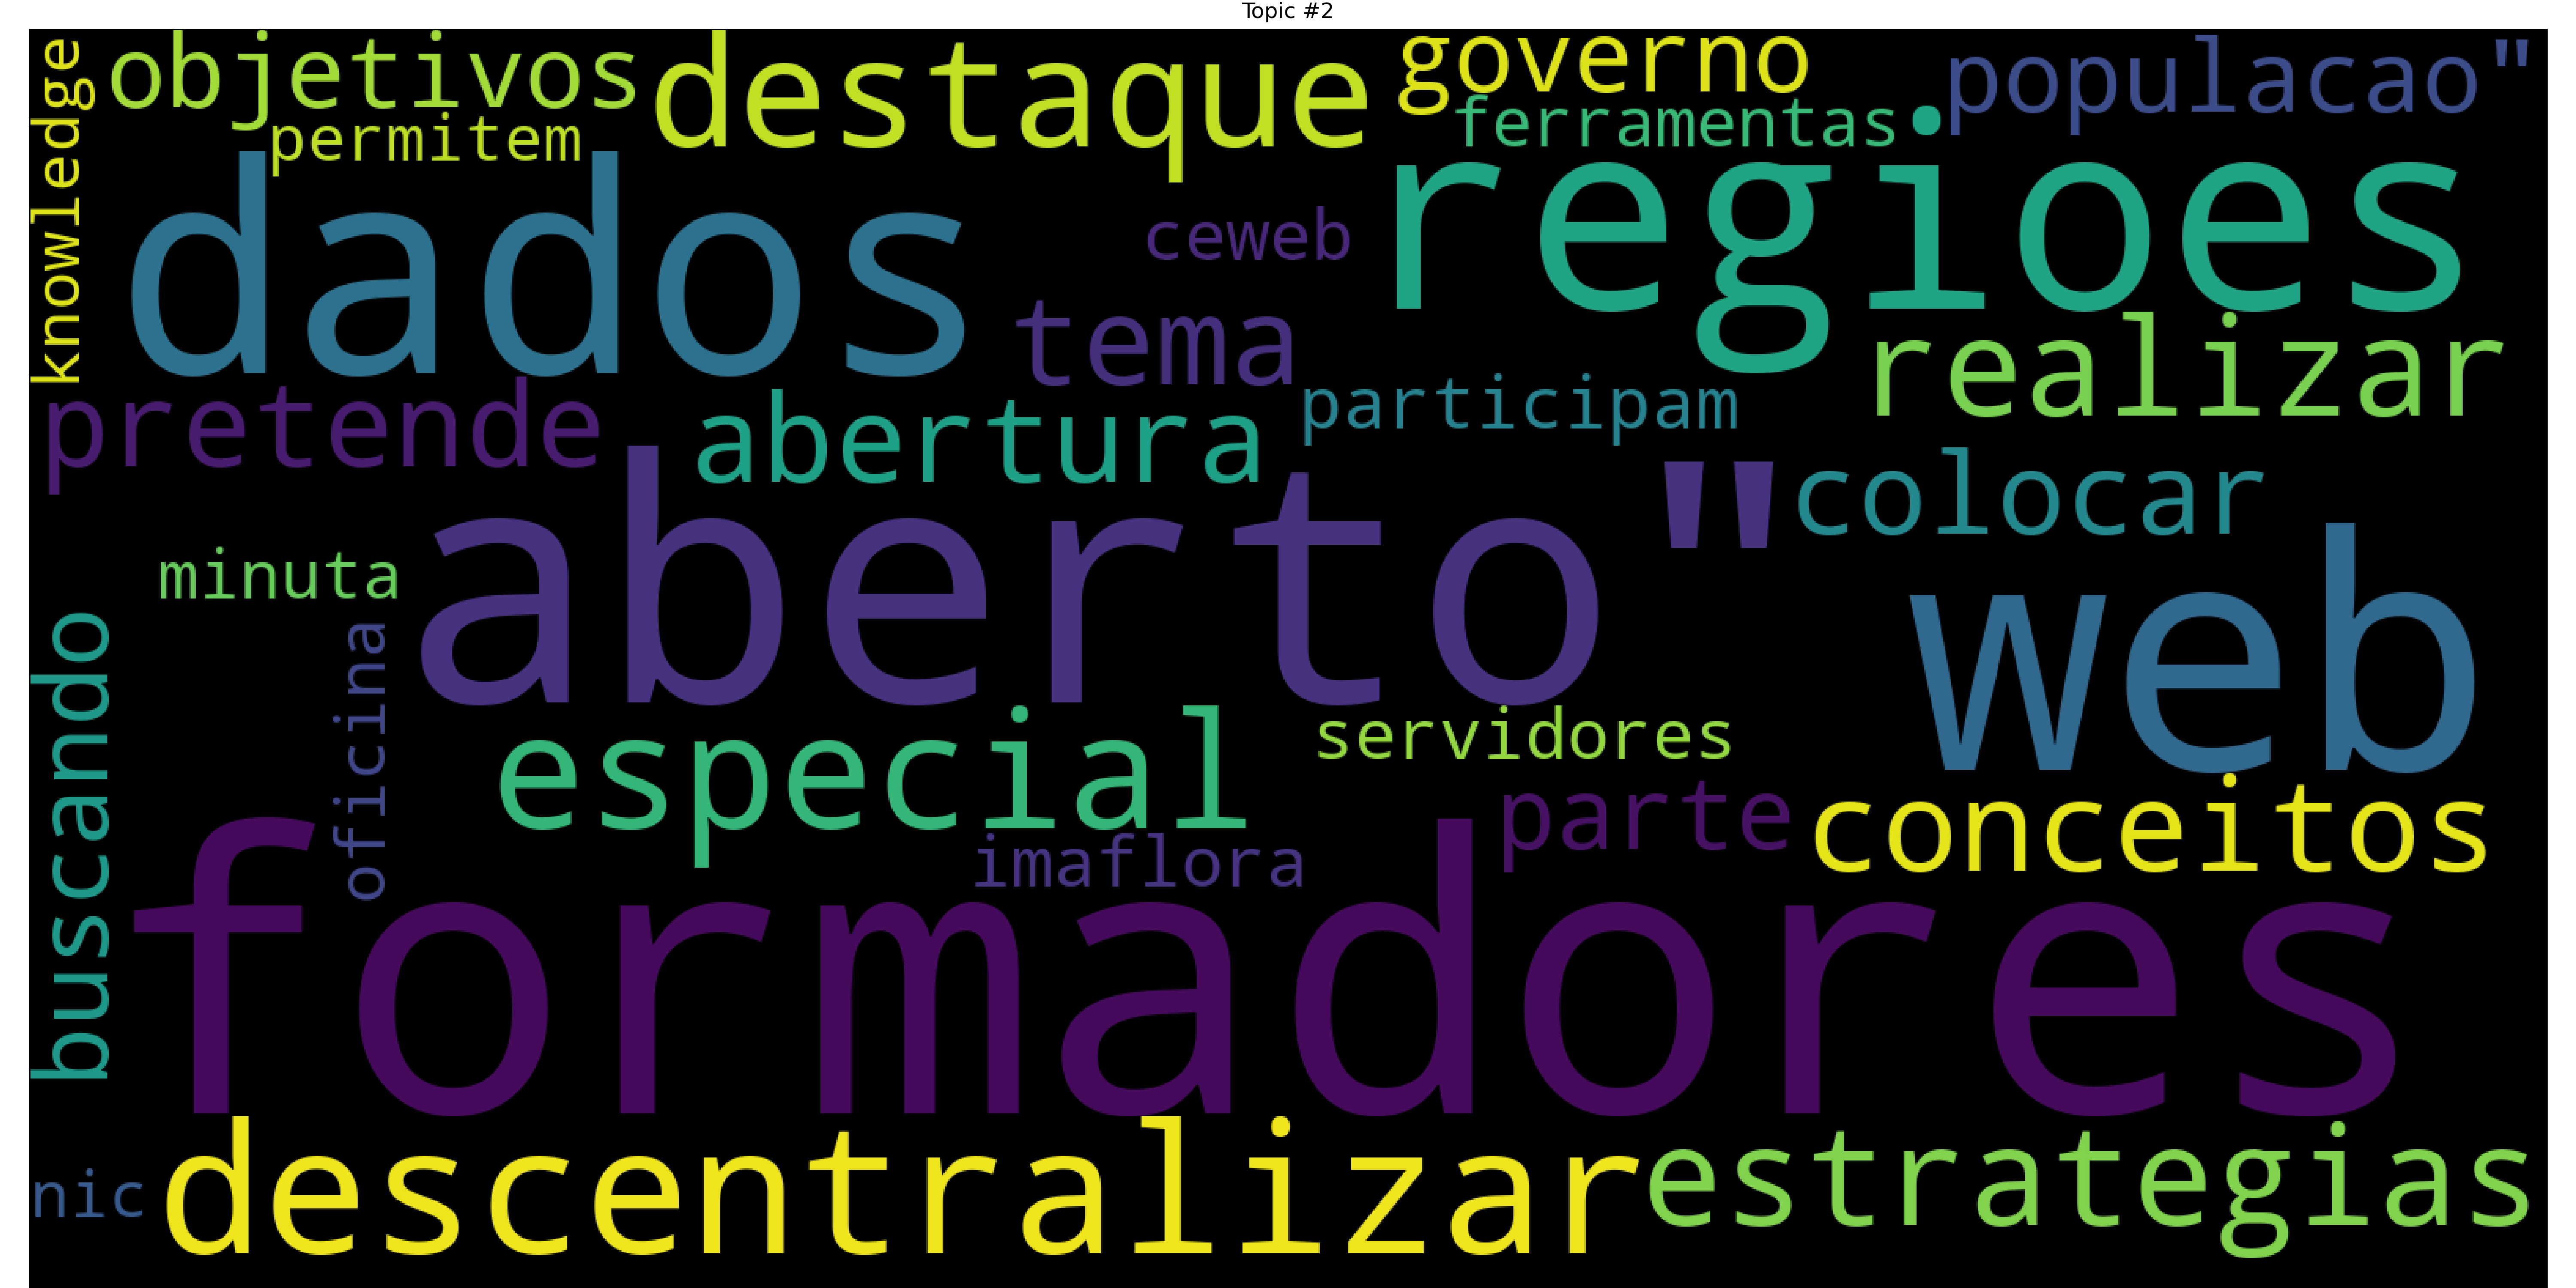 Topic #2
knowledge
objetivos
destaque
governo
populacao"
permitem
ferramentas
dados
ceweb
regioes
tema
realizar
pretende
abertura
participam
colocar
aberto"
minuta
web
buscando
oficina
especial
servidores
parte
conceitos
imaflora
formadores
nic
descentralizar
estrategias